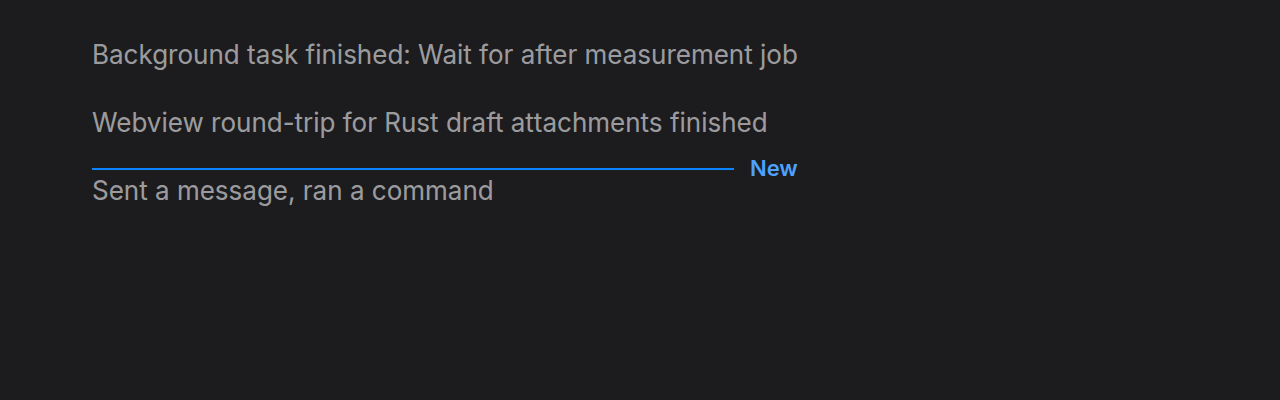 Background task finished: Wait for after measurement job
Webview round-trip for Rust draft attachments finished
New
Sent a message, ran a command